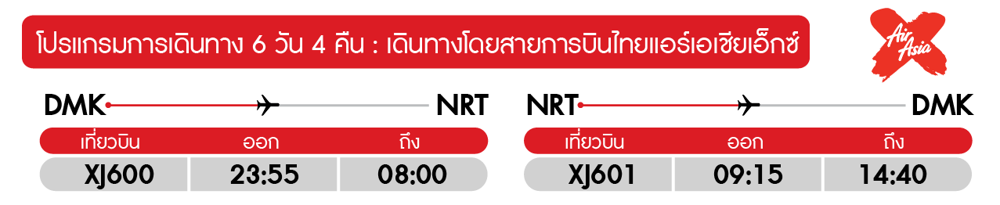 โปรแกรมการเดินทาง 6 วัน 4 คืน : เดินทางโดยสายการบินไทยแอร์เอเชียเอ็กซ์
Air
Asia
DMK NRT
เที่ยวบิน ออก ถึง
XJ600 23:55 08:00
NRT DMK
เที่ยวบิน ออก ถึง
XJ601 09:15 14:40